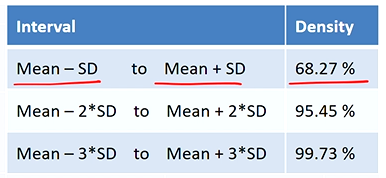 Interval Density
Mean – SD to Mean + SD 68.27 %
Mean – 2*SD to Mean + 2*SD 95.45 %
Mean – 3*SD to Mean + 3*SD 99.73 %